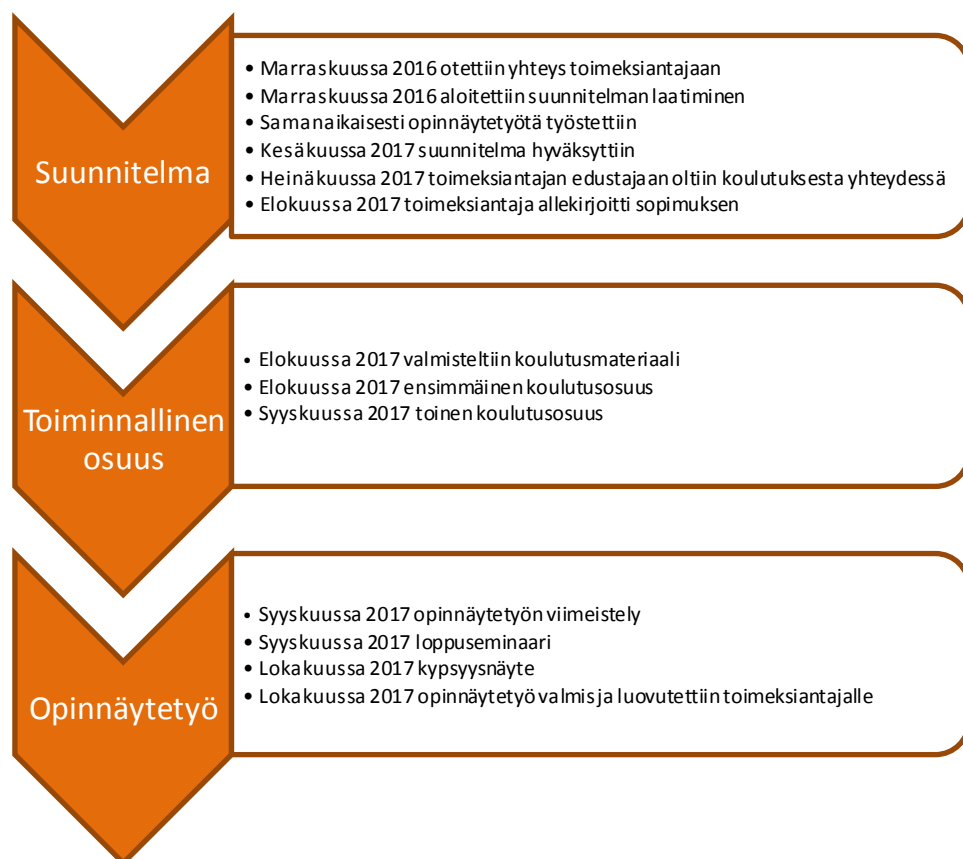 Suunnitelma
• Marraskuussa 2016 otettiin yhteys toimeksiantajaan
• Marraskuussa 2016 aloitettiin suunnitelman laatiminen
• Samanaikaisesti opinnäytetyötä työstettiin
• Kesäkuussa 2017 suunnitelma hyväksyttiin
• Heinäkuussa 2017 toimeksiantajan edustajaan oltiin koulutuksesta yhteydessä
• Elokuussa 2017 toimeksiantaja allekirjoitti sopimuksen
Toiminnallinen
osuus
• Elokuussa 2017 valmisteltiin koulutusmateriaali
• Elokuussa 2017 ensimmäinen koulutusosuus
• Syyskuussa 2017 toinen koulutusosuus
Opinnäytetyö
• Syyskuussa 2017 opinnäytetyön viimeistely
• Syyskuussa 2017 loppuseminaari
• Lokakuussa 2017 kypsyysnäyte
• Lokakuussa 2017 opinnäytetyö valmis ja luovutettiin toimeksiantajalle